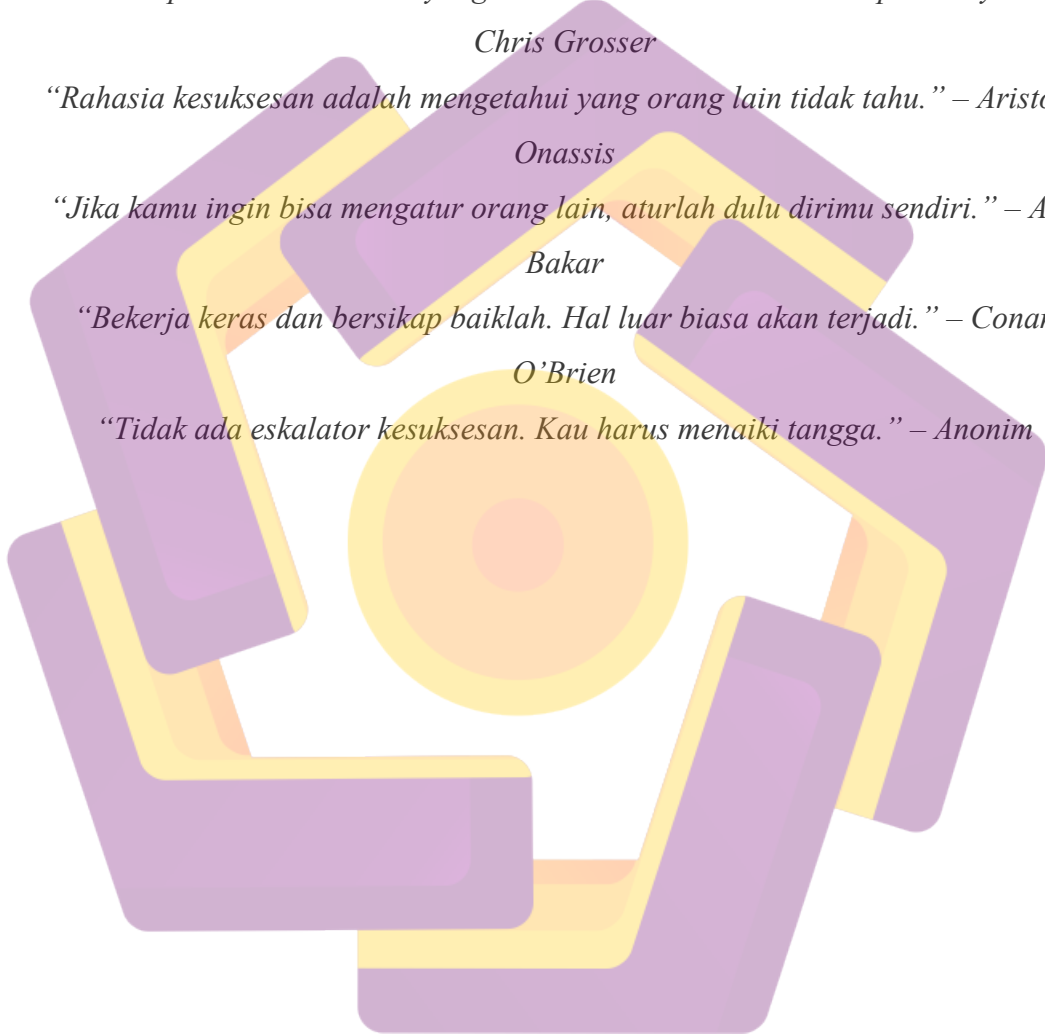 Chris Grosser
“Rahasia kesuksesan adalah mengetahui yang orang lain tidak tahu.” – Aristo
Onassis
“Jika kamu ingin bisa mengatur orang lain, aturlah dulu dirimu sendiri.” – A
Bakar
“Bekerja keras dan bersikap baiklah. Hal luar biasa akan terjadi.” – Conan
O’Brien
“Tidak ada eskalator kesuksesan. Kau harus menaiki tangga.” – Anonim